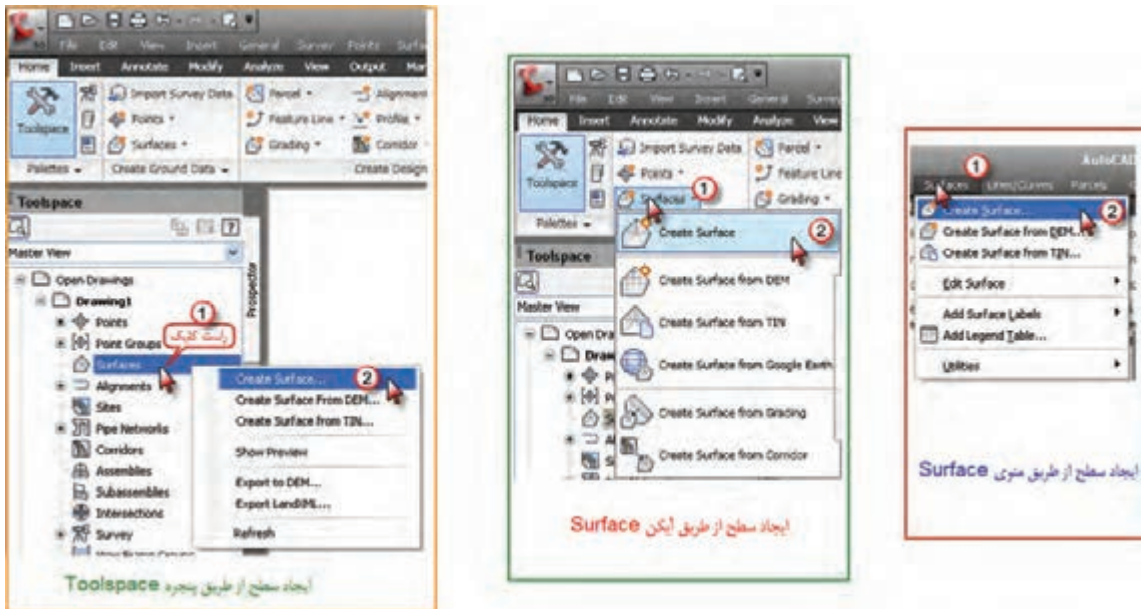 File Edit View Insert General Survey Points
Home Insert Annotate Modify Analyze View Output
Toolspace
Import Survey Data
Parcel
Points
Feature Line
Profile
Surfaces
Grading
Corridor
Palettes
Create Ground Data
Create Design
Toolspace
Master View
Prospector
Open Drawings
Drawing1
Points
Point Groups
1
راست کلیک
Surfaces
Alignments
Sites
Pipe Networks
Corridors
Assemblies
Subassemblies
Intersections
Survey
Create Surface...
2
Create Surface From DEM...
Create Surface from TIN...
Show Preview
Export to DEM...
Export LandXML...
Refresh
ایجاد سطح از طریق پنجره Toolspace
File Edit View Insert General Survey
Home Insert Annotate Modify Analyze View
Toolspace
Import Survey Data
Parcel
Points
Feature Line
Surfaces
1
Grading
Palettes
Toolspace
Master View
Create Surface
2
Create Surface from DEM
Create Surface from TIN
Create Surface from Google Earth
Create Surface from Grading
Create Surface from Corridor
ایجاد سطح از طریق آیکن Surface
AutoCAD
1
Surfaces Lines/Curves Parcels
Create Surface...
2
Create Surface from DEM...
Create Surface from TIN...
Edit Surface
Add Surface Labels
Add Legend Table...
Utilities
ایجاد سطح از طریق منوی Surface